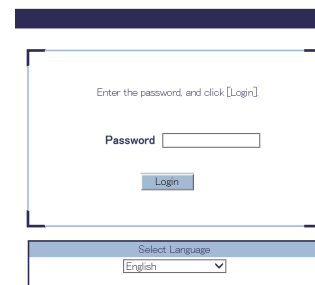 Enter the password, and click [Login].
Password
Login
Select Language
English